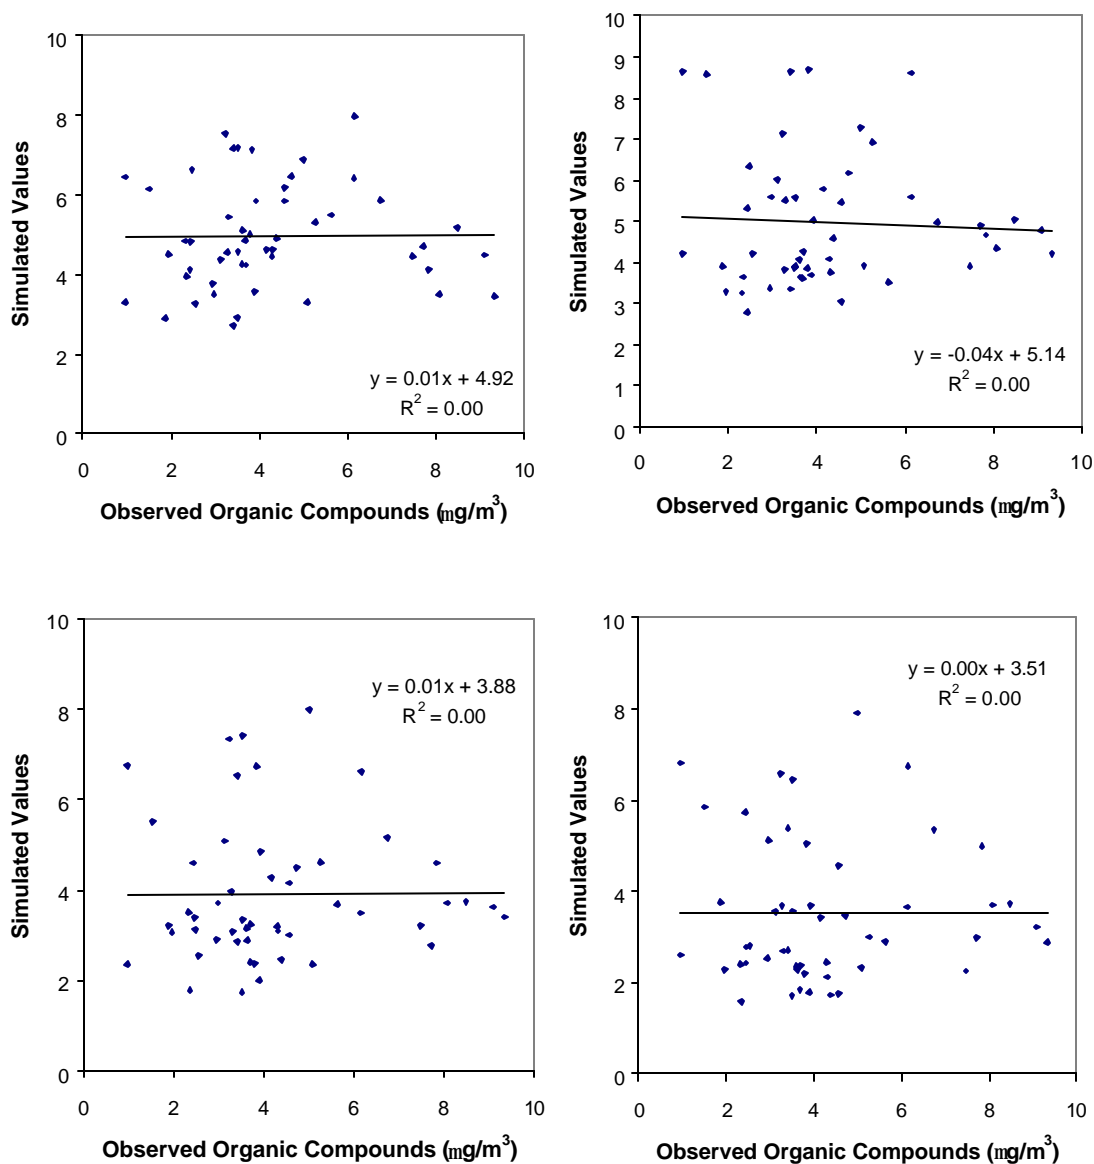 10
8
6
4
2
0
Simulated Values
y = 0.01x + 4.92
R² = 0.00
0 2 4 6 8 10
Observed Organic Compounds (mg/m³)
10
9
8
7
6
5
4
3
2
1
0
Simulated Values
y = -0.04x + 5.14
R² = 0.00
0 2 4 6 8 10
Observed Organic Compounds (mg/m³)
10
8
6
4
2
0
Simulated Values
y = 0.01x + 3.88
R² = 0.00
0 2 4 6 8 10
Observed Organic Compounds (mg/m³)
10
8
6
4
2
0
Simulated Values
y = 0.00x + 3.51
R² = 0.00
0 2 4 6 8 10
Observed Organic Compounds (mg/m³)